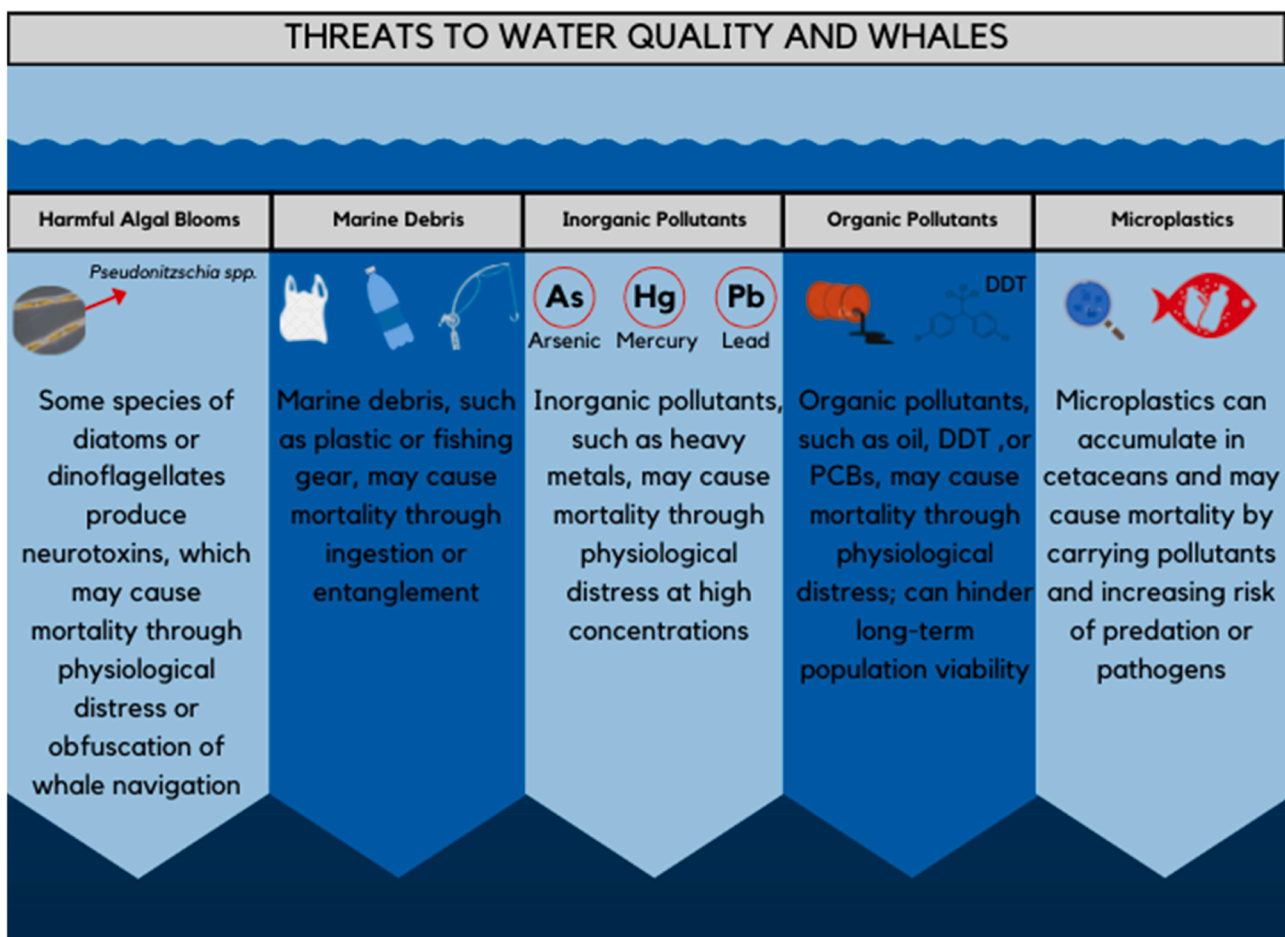 THREATS TO WATER QUALITY AND WHALES
Harmful Algal Blooms
Pseudonitzschia spp.
Some species of
diatoms or
dinoflagellates
produce
neurotoxins, which
may cause
mortality through
physiological
distress or
obfuscation of
whale navigation
Marine Debris
Marine debris, such
as plastic or fishing
gear, may cause
mortality through
ingestion or
entanglement
Inorganic Pollutants
As Hg Pb
Arsenic Mercury Lead
Inorganic pollutants,
such as heavy
metals, may cause
mortality through
physiological
distress at high
concentrations
Organic Pollutants
DDT
Organic pollutants,
such as oil, DDT ,or
PCBs, may cause
mortality through
physiological
distress; can hinder
long-term
population viability
Microplastics
Microplastics can
accumulate in
cetaceans and may
cause mortality by
carrying pollutants
and increasing risk
of predation or
pathogens